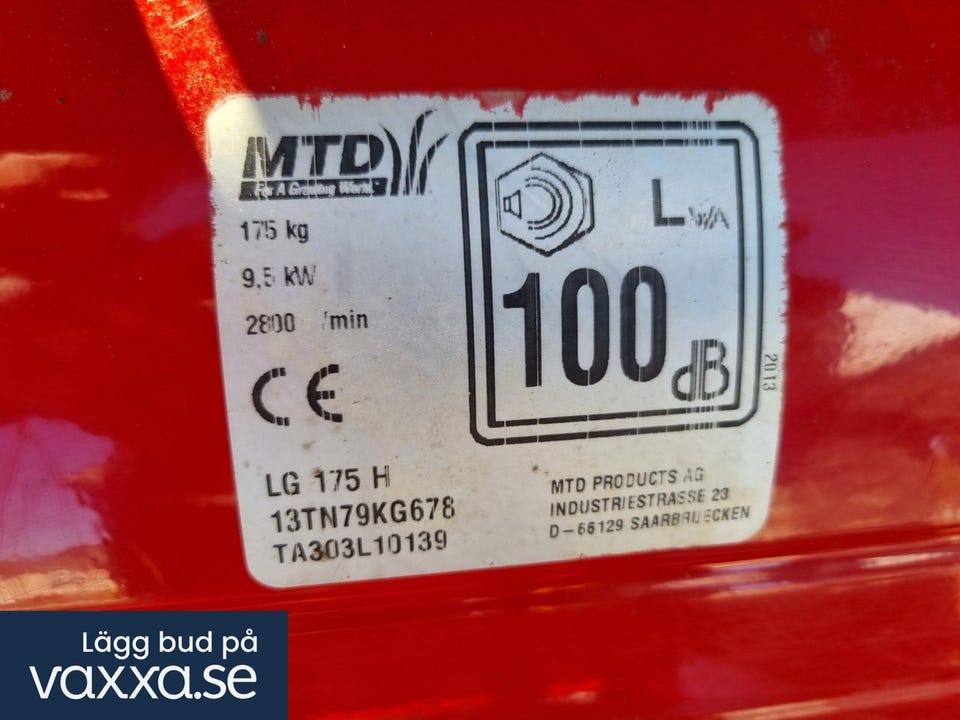 MTD
For A Growing World.
175 kg
9,5 kW
2800 /min
CE
LWA
100 dB
2013
LG 175 H
13TN79KG678
TA303L10139
MTD PRODUCTS AG
INDUSTRIESTRASSE 23
D-66129 SAARBRUECKEN
Lägg bud på
vaxxa.se